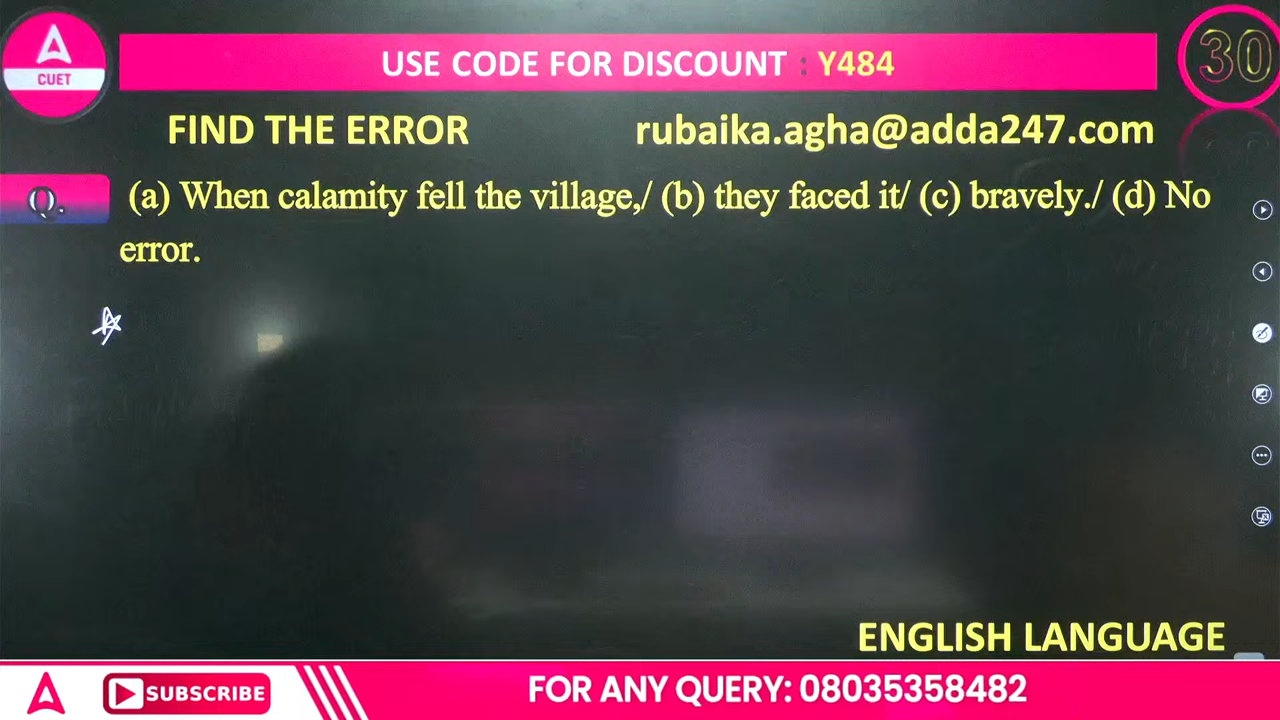 CUET
USE CODE FOR DISCOUNT : Y484
30
FIND THE ERROR
rubaika.agha@adda247.com
Q.
(a) When calamity fell the village,/ (b) they faced it/ (c) bravely./ (d) No
error.
ENGLISH LANGUAGE
SUBSCRIBE
FOR ANY QUERY: 08035358482